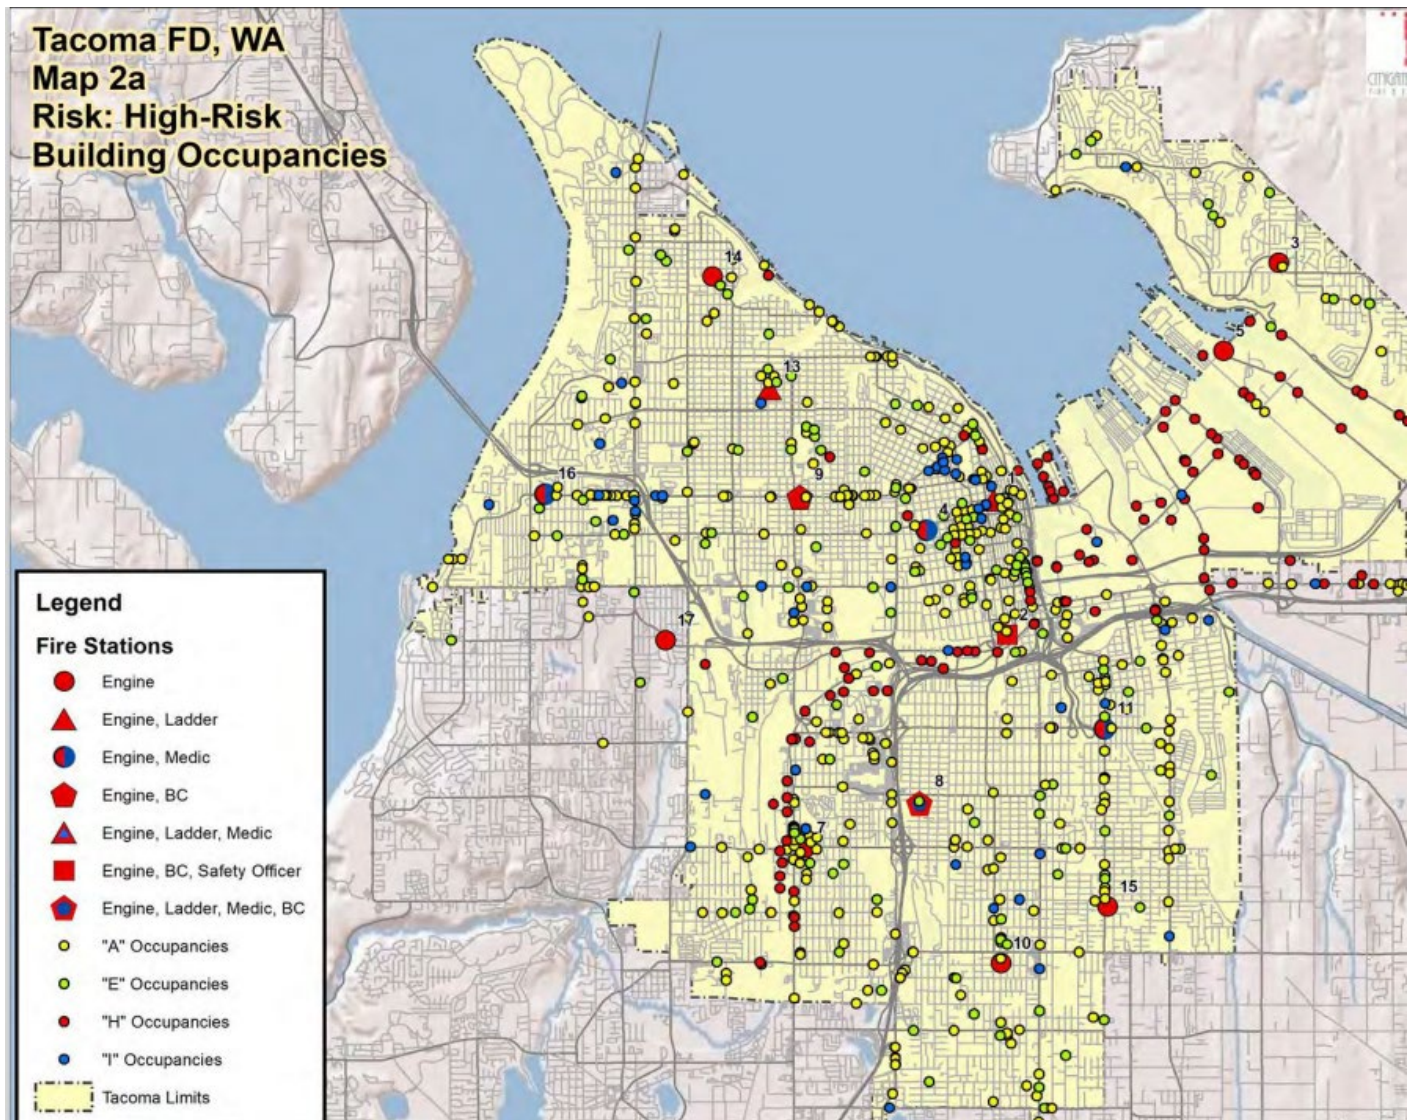 Tacoma FD, WA
Map 2a
Risk: High-Risk
Building Occupancies
3
14
5
13
16
9
1
4
2
17
11
8
7
15
10
Legend
Fire Stations
Engine
Engine, Ladder
Engine, Medic
Engine, BC
Engine, Ladder, Medic
Engine, BC, Safety Officer
Engine, Ladder, Medic, BC
"A" Occupancies
"E" Occupancies
"H" Occupancies
"I" Occupancies
Tacoma Limits